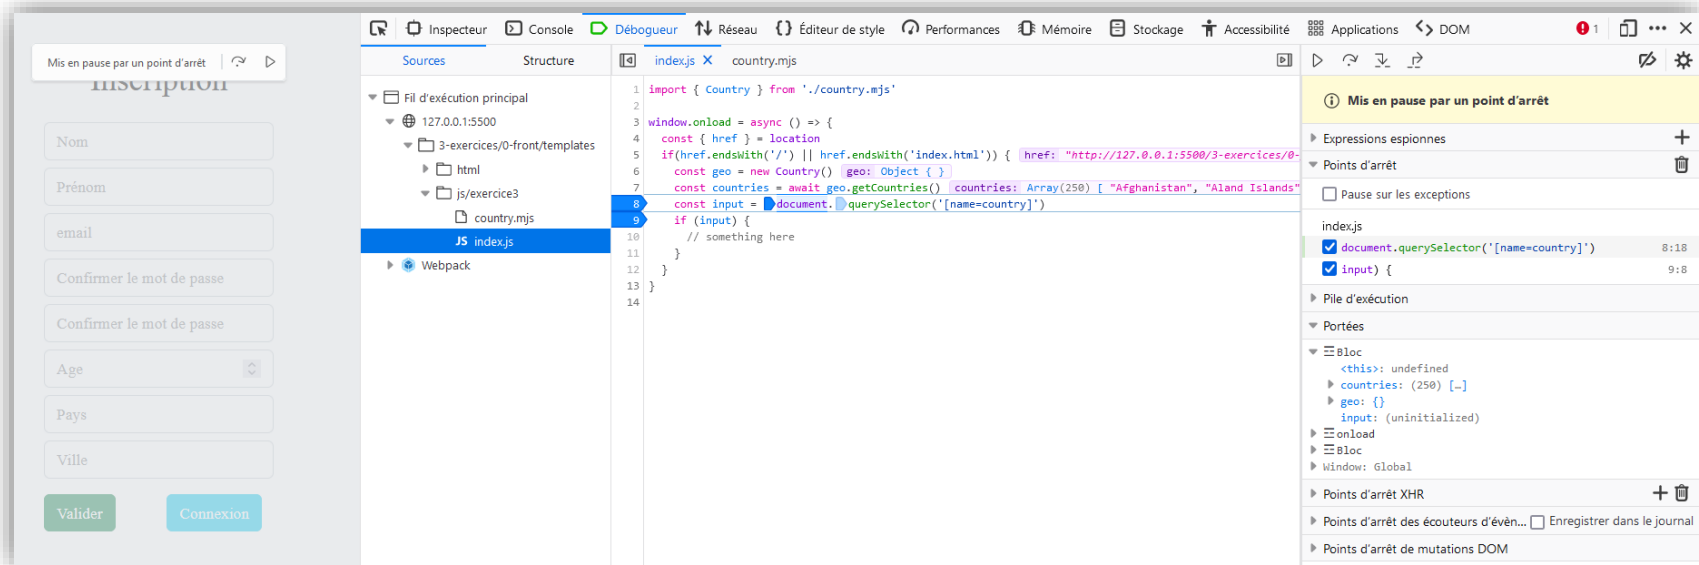 Mis en pause par un point d'arrêt
Inscription
Nom
Prénom
email
Confirmer le mot de passe
Confirmer le mot de passe
Age
Pays
Ville
Valider
Connexion
Inspecteur Console Débogueur Réseau Éditeur de style Performances Mémoire Stockage Accessibilité Applications DOM 1
Sources Structure
Fil d'exécution principal
127.0.0.1:5500
3-exercices/0-front/templates
html
js/exercice3
country.mjs
JS index.js
Webpack
index.js country.mjs
1 import { Country } from './country.mjs'
2
3 window.onload = async () => {
4 const { href } = location
5 if(href.endsWith('/') || href.endsWith('index.html')) { href: "http://127.0.0.1:5500/3-exercices/0-
6 const geo = new Country() geo: Object { }
7 const countries = await geo.getCountries() countries: Array(250) [ "Afghanistan", "Aland Islands"
8 const input = document.querySelector('[name=country]')
9 if (input) {
10 // something here
11 }
12 }
13 }
14
Mis en pause par un point d'arrêt
Expressions espionnes
Points d'arrêt
Pause sur les exceptions
index.js
document.querySelector('[name=country]') 8:18
input) { 9:8
Pile d'exécution
Portées
Bloc
<this>: undefined
countries: (250) […]
geo: {}
input: (uninitialized)
onload
Bloc
Window: Global
Points d'arrêt XHR
Points d'arrêt des écouteurs d'évèn... Enregistrer dans le journal
Points d'arrêt de mutations DOM